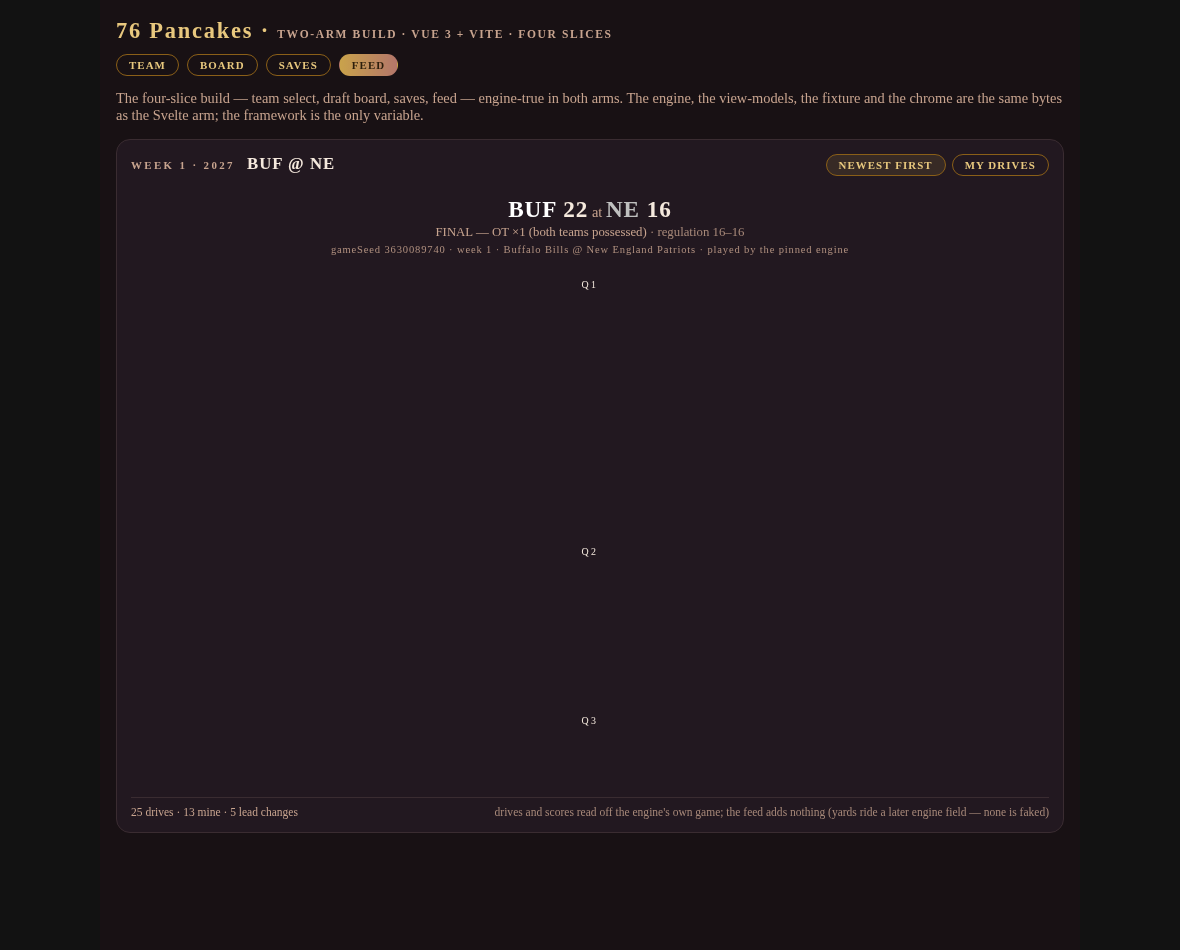 76 Pancakes · TWO-ARM BUILD · VUE 3 + VITE · FOUR SLICES
TEAM BOARD SAVES FEED
The four-slice build — team select, draft board, saves, feed — engine-true in both arms. The engine, the view-models, the fixture and the chrome are the same bytes
as the Svelte arm; the framework is the only variable.
WEEK 1 · 2027 BUF @ NE NEWEST FIRST MY DRIVES
BUF 22 at NE 16
FINAL — OT ×1 (both teams possessed) · regulation 16–16
gameSeed 3630089740 · week 1 · Buffalo Bills @ New England Patriots · played by the pinned engine
Q1
Q2
Q3
25 drives · 13 mine · 5 lead changes drives and scores read off the engine's own game; the feed adds nothing (yards ride a later engine field — none is faked)